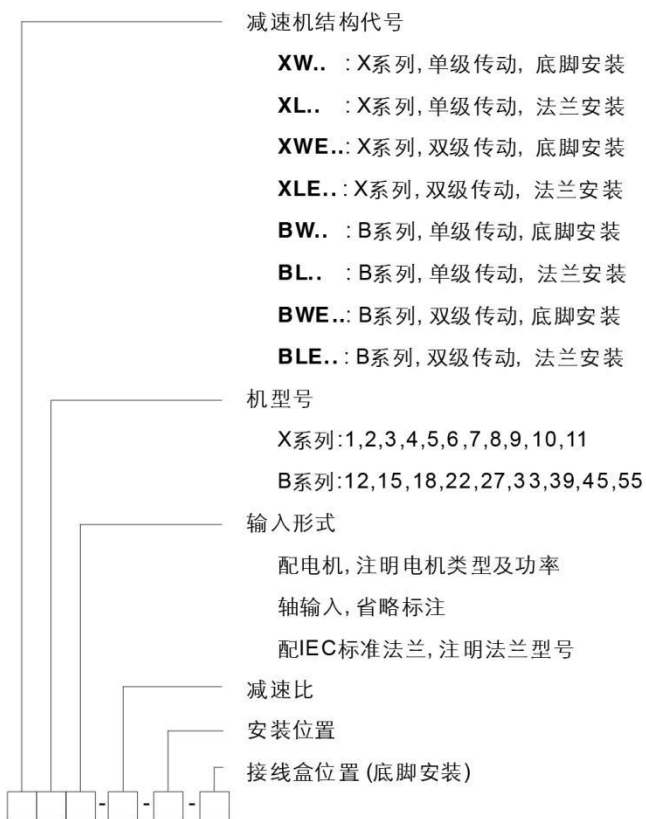 减速机结构代号
XW.. : X系列, 单级传动, 底脚安装
XL.. : X系列, 单级传动, 法兰安装
XWE..: X系列, 双级传动, 底脚安装
XLE..: X系列, 双级传动, 法兰安装
BW.. : B系列, 单级传动, 底脚安装
BL.. : B系列, 单级传动, 法兰安装
BWE..: B系列, 双级传动, 底脚安装
BLE..: B系列, 双级传动, 法兰安装
机型号
X系列:1,2,3,4,5,6,7,8,9,10,11
B系列:12,15,18,22,27,33,39,45,55
输入形式
配电机, 注明电机类型及功率
轴输入, 省略标注
配IEC标准法兰, 注明法兰型号
减速比
安装位置
接线盒位置 (底脚安装)
- - -